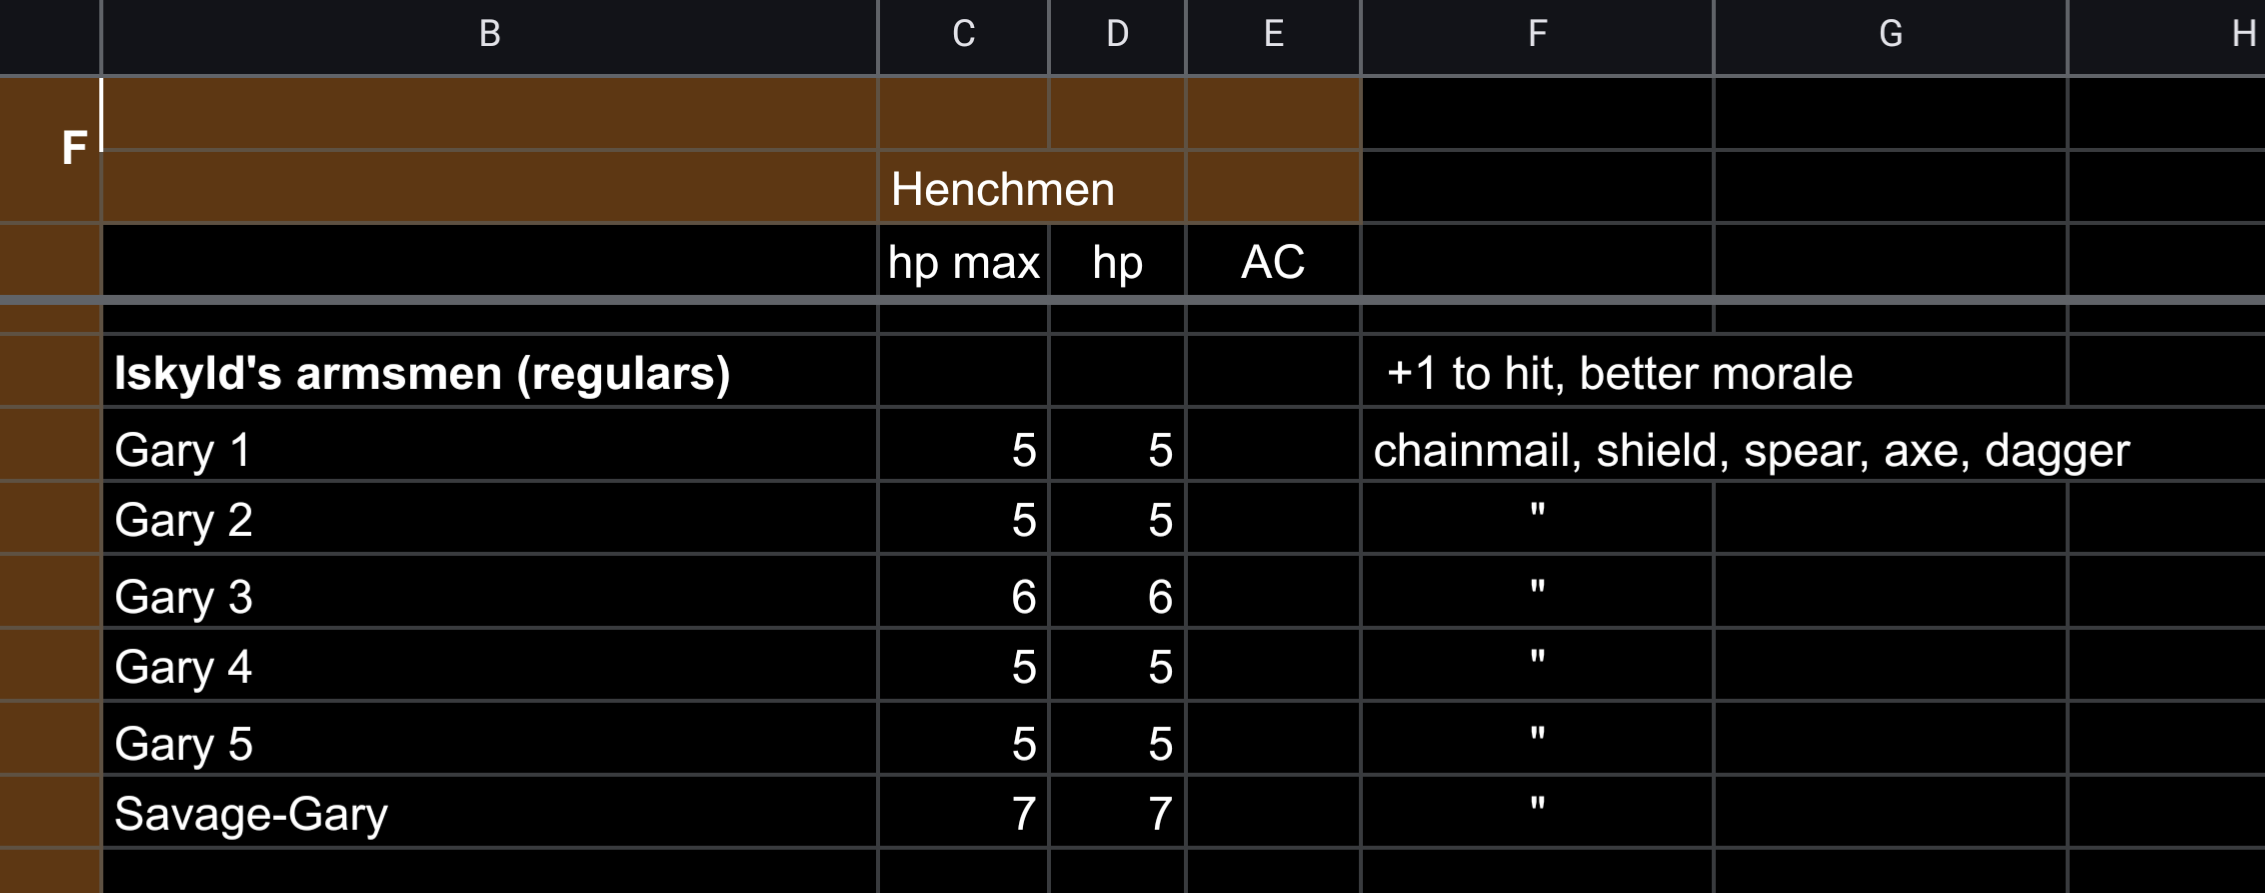 B C D E F G H
F
Henchmen
hp max hp AC
Iskyld's armsmen (regulars) +1 to hit, better morale
Gary 1 5 5 chainmail, shield, spear, axe, dagger
Gary 2 5 5 "
Gary 3 6 6 "
Gary 4 5 5 "
Gary 5 5 5 "
Savage-Gary 7 7 "